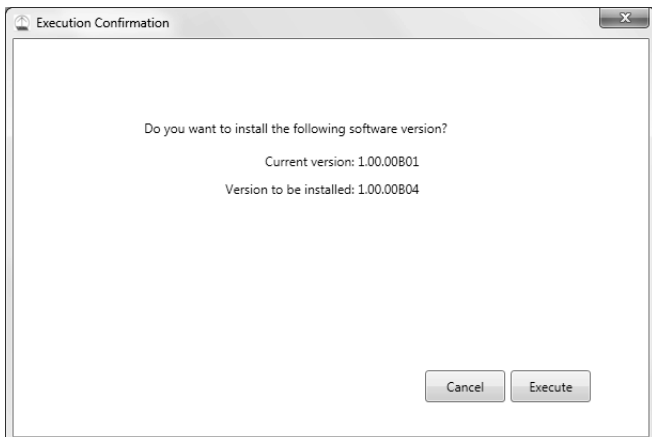 Execution Confirmation
X
Do you want to install the following software version?
Current version: 1.00.00B01
Version to be installed: 1.00.00B04
Cancel Execute